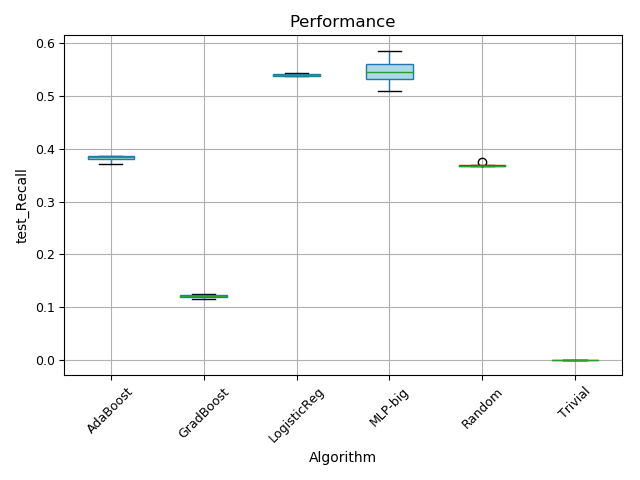 Performance
0.6
0.5
0.4
0.3
0.2
0.1
0.0
test_Recall
AdaBoost
GradBoost
LogisticReg
MLP-big
Random
Trivial
Algorithm